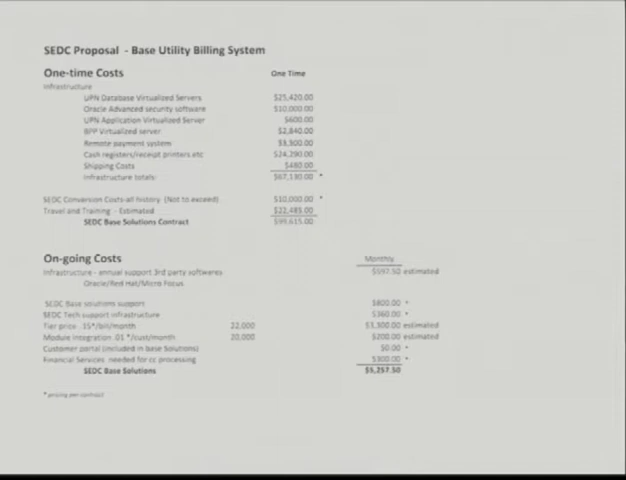 SEDC Proposal - Base Utility Billing System
One-time Costs One Time
Infrastructure
UPN Database Virtualized Servers $25,420.00
Oracle Advanced security software $10,000.00
UPN Application Virtualized Server $600.00
BPP Virtualized server $2,840.00
Remote payment system $3,500.00
Cash registers/receipt printers etc $24,290.00
Shipping Costs $480.00
Infrastructure totals: $67,130.00 *
SEDC Conversion Costs all history (Not to exceed) $10,000.00 *
Travel and Training - Estimated $22,485.00
SEDC Base Solutions Contract $99,615.00
On-going Costs Monthly
Infrastructure - annual support 3rd party softwares $597.50 estimated
Oracle/Red Hat/Micro Focus
SEDC Base solutions support $800.00 *
SEDC Tech support infrastructure $360.00 *
Tier price .15*/bill/month 22,000 $3,300.00 estimated
Module Integration .01 */cust/month 20,000 $200.00 estimated
Customer portal (included in base Solutions) $0.00 *
Financial Services needed for cc processing $300.00 *
SEDC Base Solutions
* pricing per contract